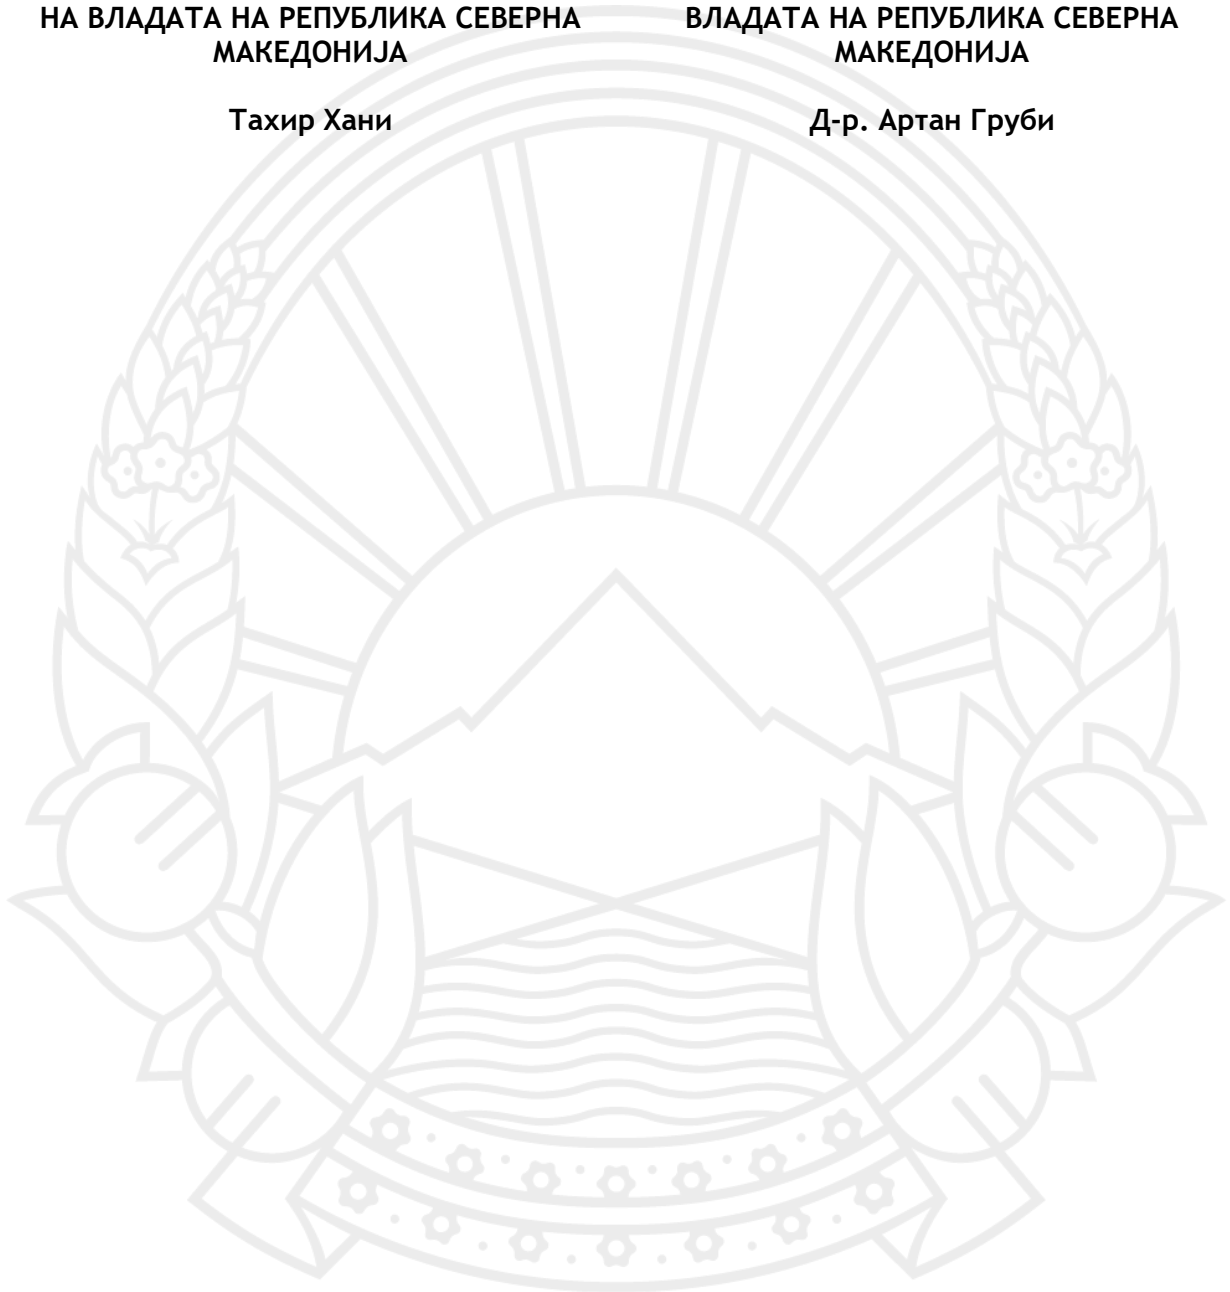 НА ВЛАДАТА НА РЕПУБЛИКА СЕВЕРНА
МАКЕДОНИЈА
Тахир Хани
ВЛАДАТА НА РЕПУБЛИКА СЕВЕРНА
МАКЕДОНИЈА
Д-р. Артан Груби